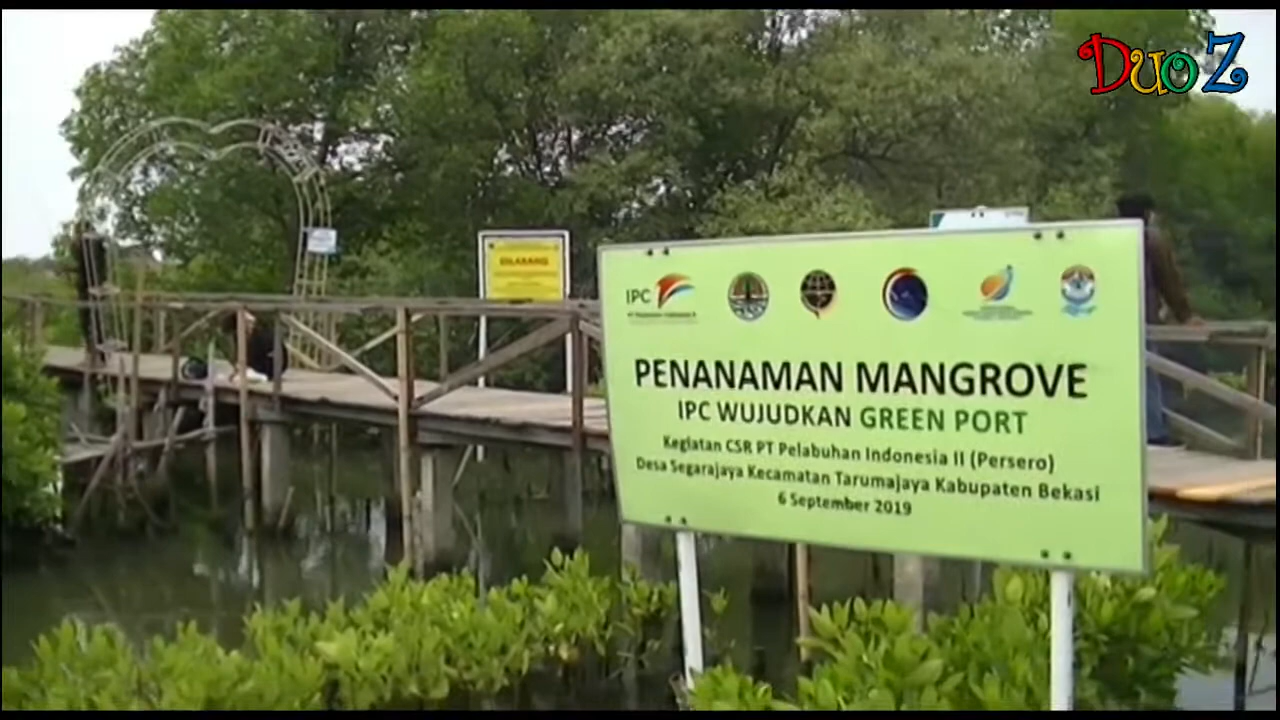 DUOZ
DILARANG
IPC
PENANAMAN MANGROVE
IPC WUJUDKAN GREEN PORT
Kegiatan CSR PT Pelabuhan Indonesia II (Persero)
Desa Segarajaya Kecamatan Tarumajaya Kabupaten Bekasi
6 September 2019